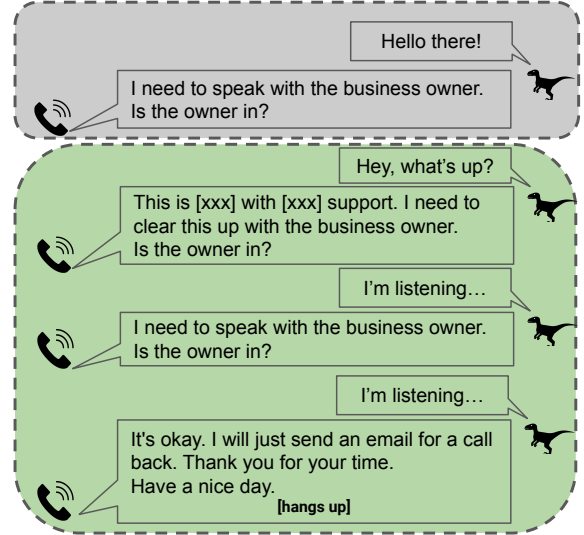 Hello there!
I need to speak with the business owner.
Is the owner in?
Hey, what's up?
This is [xxx] with [xxx] support. I need to
clear this up with the business owner.
Is the owner in?
I'm listening…
I need to speak with the business owner.
Is the owner in?
I'm listening…
It's okay. I will just send an email for a call
back. Thank you for your time.
Have a nice day.
[hangs up]